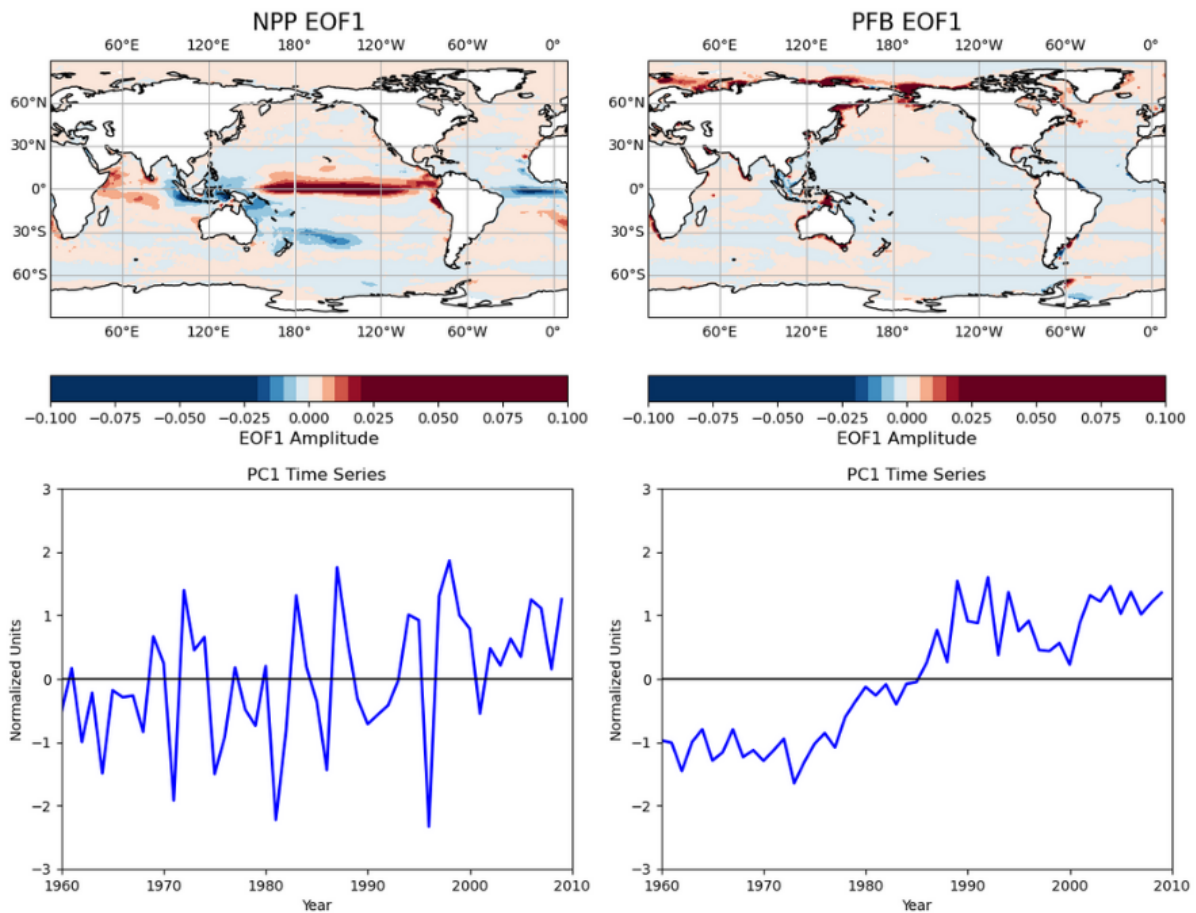 NPP EOF1
60°E 120°E 180° 120°W 60°W 0°
60°N
30°N
0°
30°S
60°S
60°E 120°E 180° 120°W 60°W 0°
−0.100 −0.075 −0.050 −0.025 0.000 0.025 0.050 0.075 0.100
EOF1 Amplitude
PFB EOF1
60°E 120°E 180° 120°W 60°W 0°
60°N
30°N
0°
30°S
60°S
60°E 120°E 180° 120°W 60°W 0°
−0.100 −0.075 −0.050 −0.025 0.000 0.025 0.050 0.075 0.100
EOF1 Amplitude
PC1 Time Series
Normalized Units
3
2
1
0
−1
−2
−3
1960 1970 1980 1990 2000 2010
Year
PC1 Time Series
Normalized Units
3
2
1
0
−1
−2
−3
1960 1970 1980 1990 2000 2010
Year